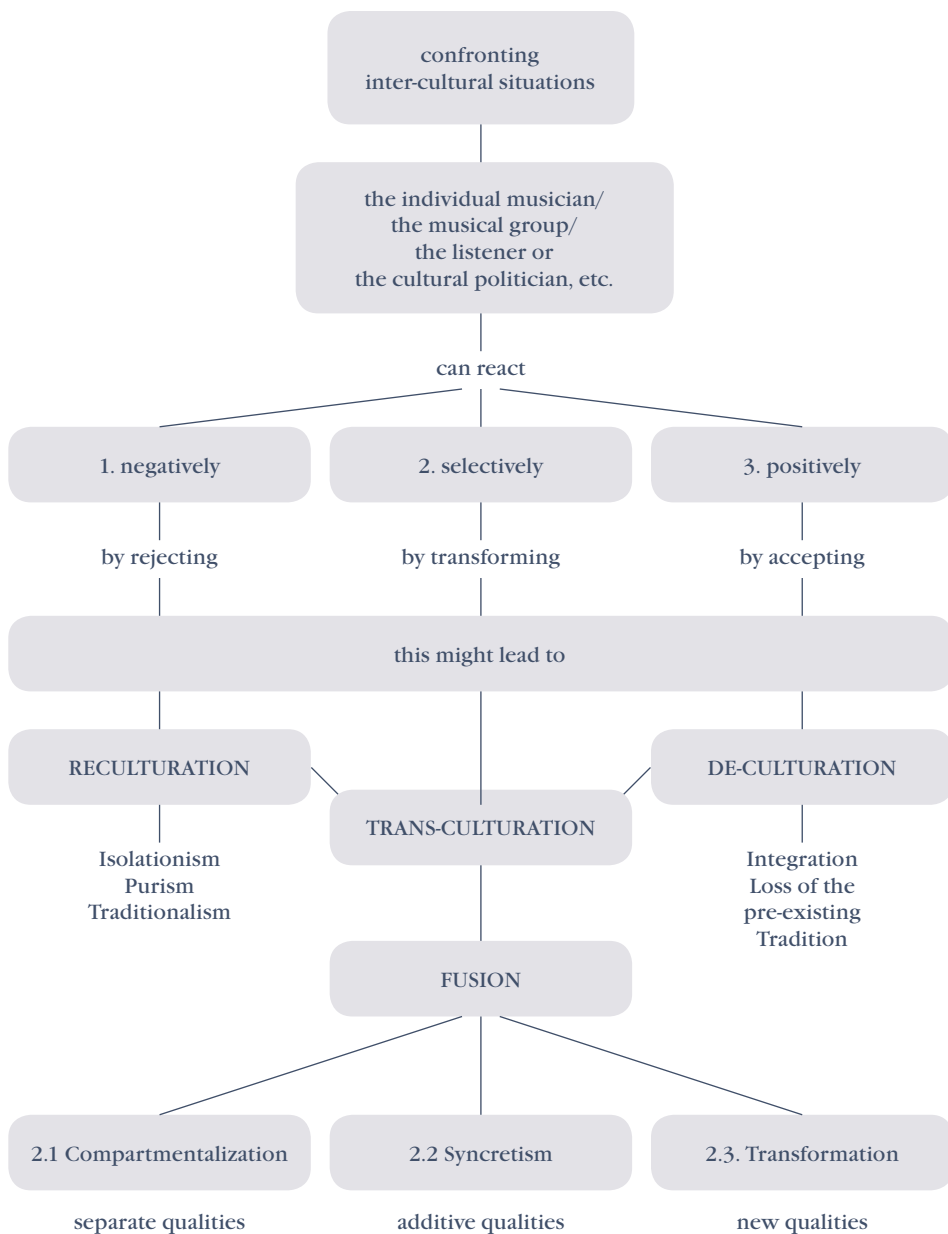 confronting
inter-cultural situations
the individual musician/
the musical group/
the listener or
the cultural politician, etc.
can react
1. negatively
2. selectively
3. positively
by rejecting
by transforming
by accepting
this might lead to
RECULTURATION
DE-CULTURATION
TRANS-CULTURATION
Isolationism
Purism
Traditionalism
Integration
Loss of the
pre-existing
Tradition
FUSION
2.1 Compartmentalization
2.2 Syncretism
2.3. Transformation
separate qualities
additive qualities
new qualities